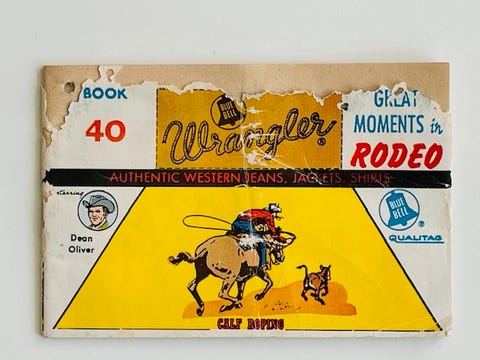 BOOK
40
BLUE BELL
Wrangler®
GREAT
MOMENTS in
RODEO
AUTHENTIC WESTERN JEANS, JACKETS, SHIRTS
starring
Dean
Oliver
BLUE BELL
®
QUALITAG
CALF ROPING